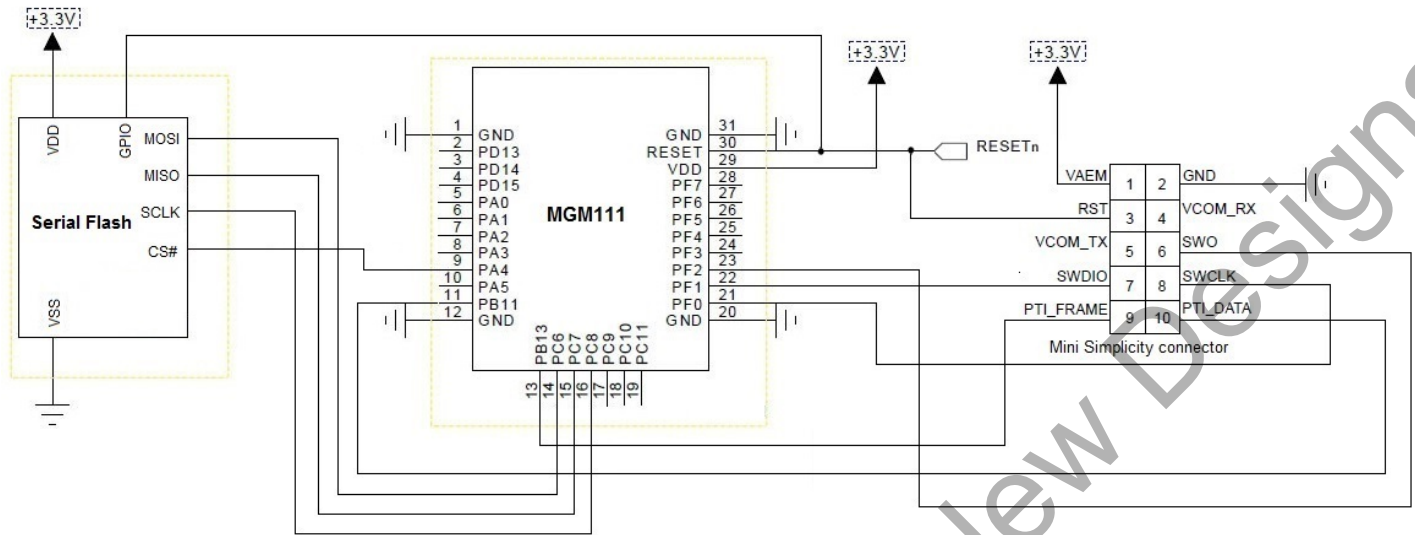 +3.3V
VDD
GPIO
MOSI
MISO
SCLK
CS#
Serial Flash
VSS
MGM111
1 GND
2 PD13
3 PD14
4 PD15
5 PA0
6 PA1
7 PA2
8 PA3
9 PA4
10 PA5
11 PB11
12 GND
13 PB13
14 PC6
15 PC7
16 PC8
17 PC9
18 PC10
19 PC11
31 GND
30 RESET
29 VDD
28 PF7
27 PF6
26 PF5
25 PF4
24 PF3
23 PF2
22 PF1
21 PF0
20 GND
+3.3V
RESETn
+3.3V
VAEM 1 2 GND
RST 3 4 VCOM_RX
VCOM_TX 5 6 SWO
SWDIO 7 8 SWCLK
PTI_FRAME 9 10 PTI_DATA
Mini Simplicity connector
New Designs